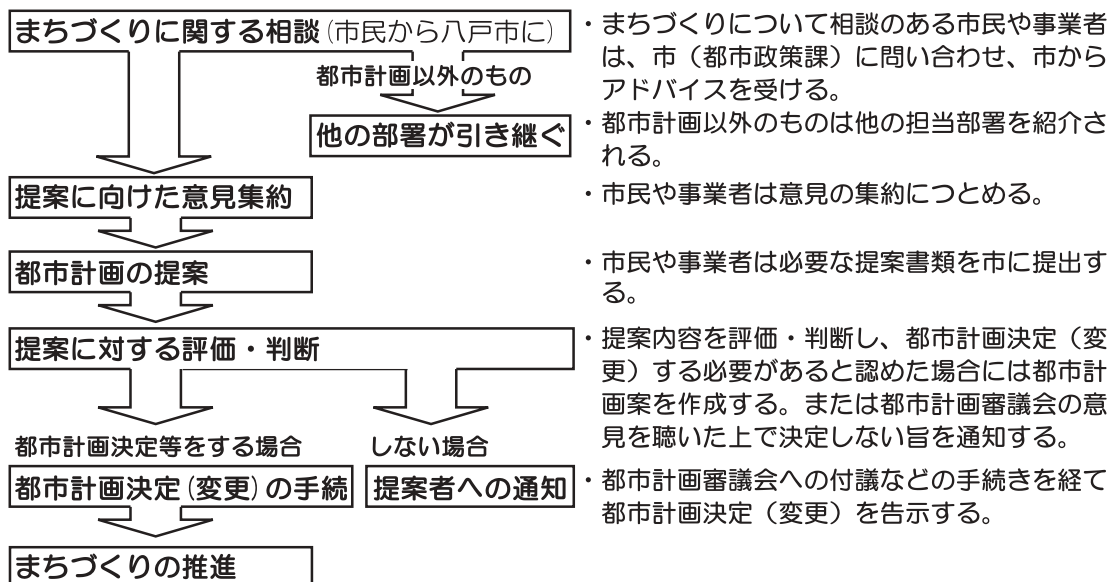 まちづくりに関する相談(市民から八戸市に)
都市計画以外のもの
他の部署が引き継ぐ
提案に向けた意見集約
都市計画の提案
提案に対する評価・判断
都市計画決定等をする場合
しない場合
都市計画決定(変更)の手続
提案者への通知
まちづくりの推進
・まちづくりについて相談のある市民や事業者
は、市（都市政策課）に問い合わせ、市から
アドバイスを受ける。
・都市計画以外のものは他の担当部署を紹介さ
れる。
・市民や事業者は意見の集約につとめる。
・市民や事業者は必要な提案書類を市に提出す
る。
・提案内容を評価・判断し、都市計画決定（変
更）する必要があると認めた場合には都市計
画案を作成する。または都市計画審議会の意
見を聴いた上で決定しない旨を通知する。
・都市計画審議会への付議などの手続きを経て
都市計画決定（変更）を告示する。